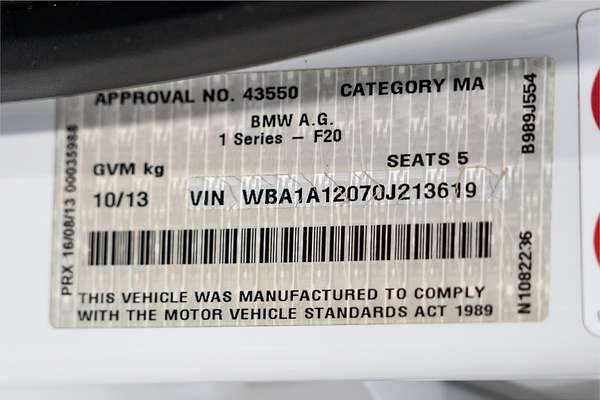 APPROVAL NO. 43550 CATEGORY MA
BMW A.G.
1 Series – F20
GVM kg SEATS 5
10/13 VIN WBA1A12070J213619
THIS VEHICLE WAS MANUFACTURED TO COMPLY
WITH THE MOTOR VEHICLE STANDARDS ACT 1989
PRX 16/08/13 00035988
B989J554
N1082236